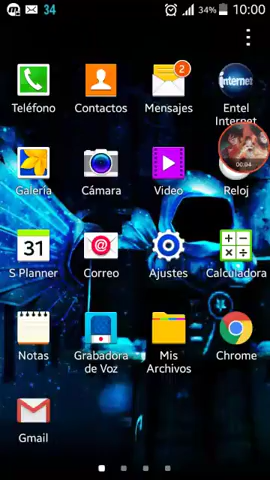 34
34% 10:00
2
internet
Teléfono Contactos Mensajes Entel Internet
00:04
Galería Cámara Video Reloj
31
S Planner Correo Ajustes Calculadora
Notas Grabadora de Voz Mis Archivos Chrome
Gmail